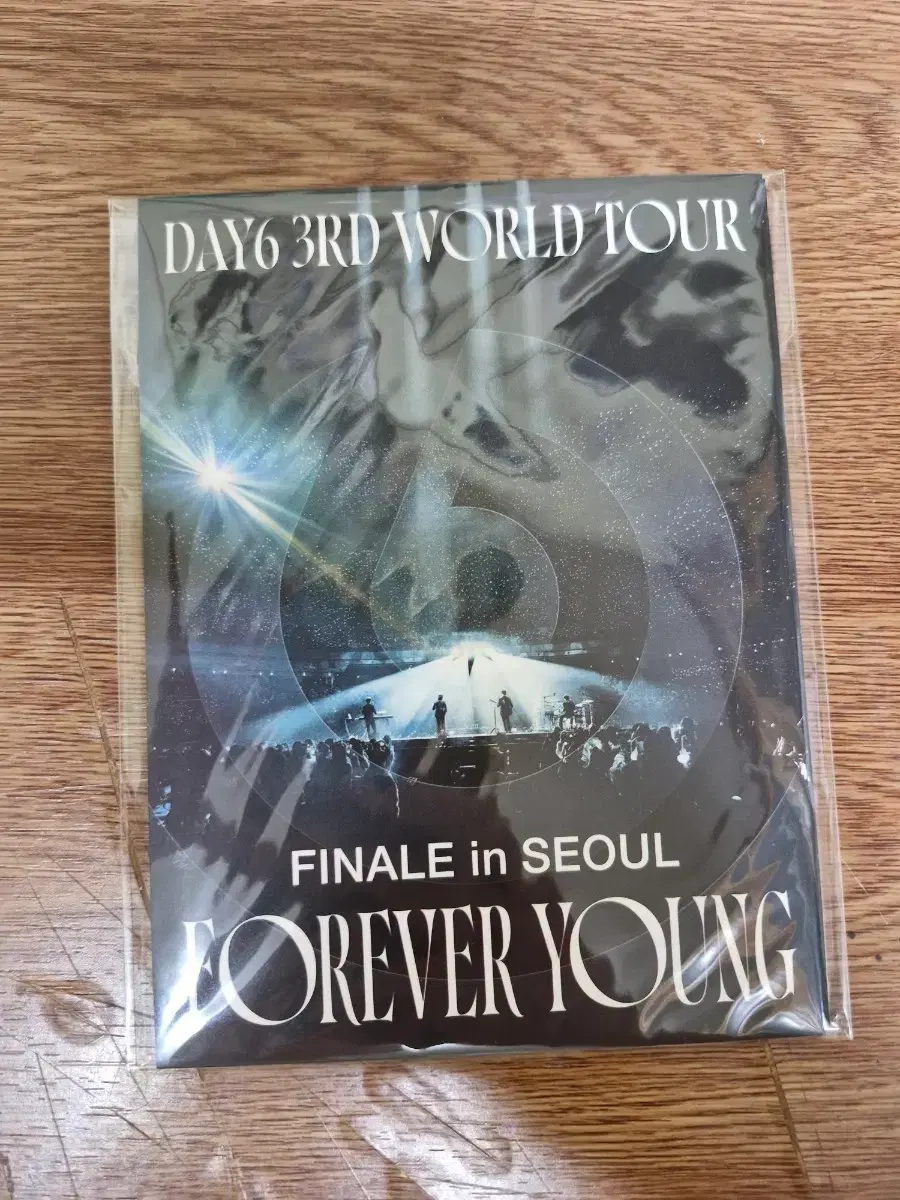 DAY6 3RD WORLD TOUR
FINALE in SEOUL
FOREVER YOUNG